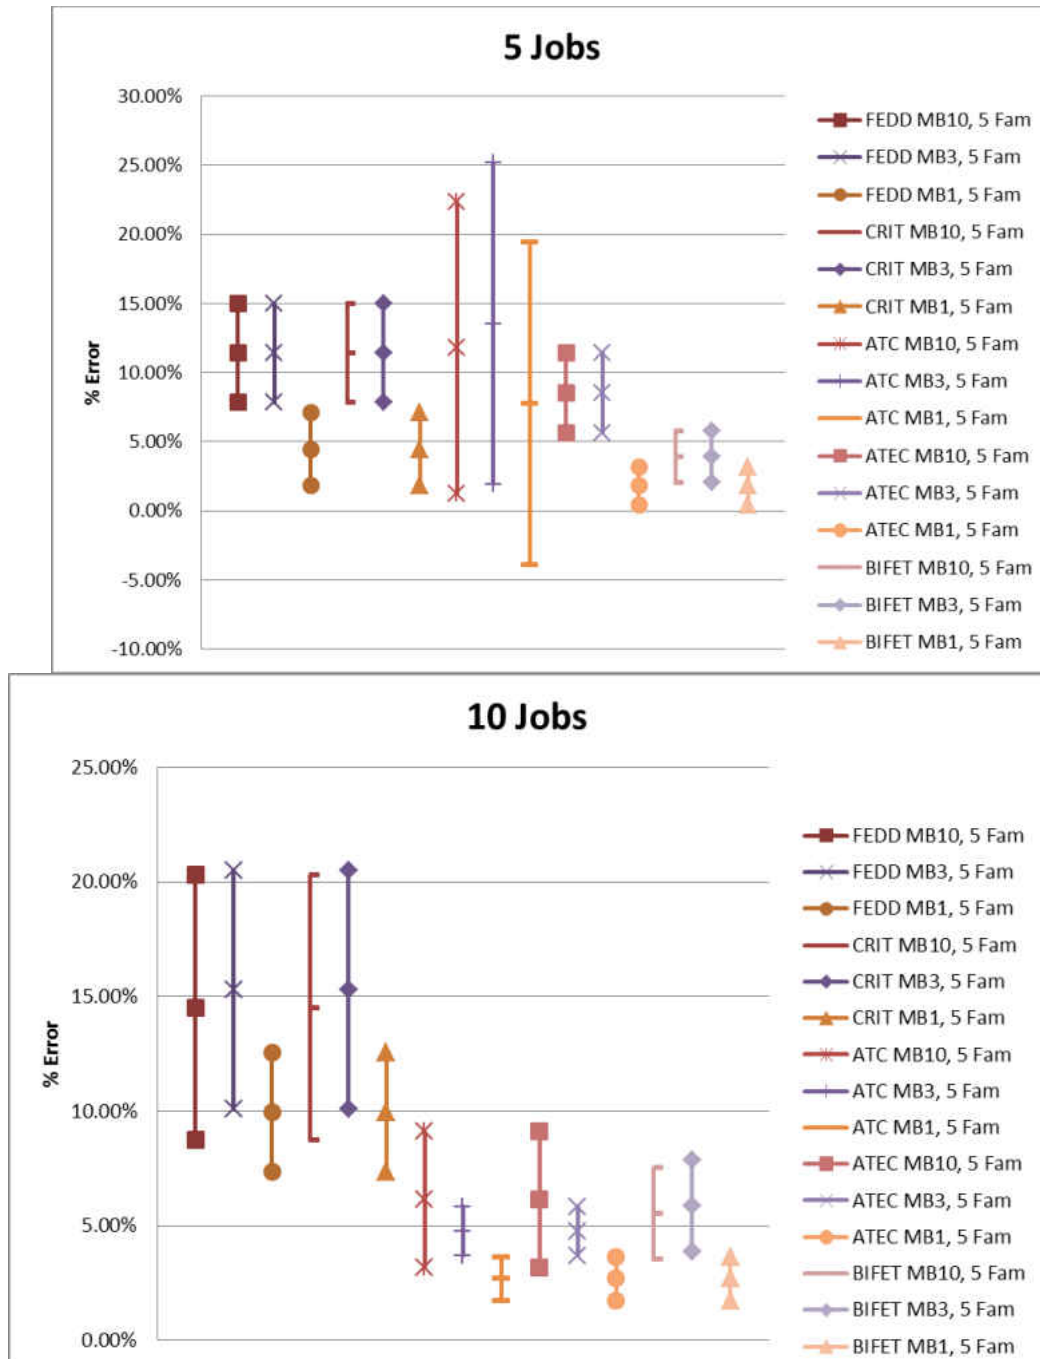 5 Jobs
30.00%
25.00%
20.00%
15.00%
10.00%
5.00%
0.00%
-5.00%
-10.00%
% Error
FEDD MB10, 5 Fam
FEDD MB3, 5 Fam
FEDD MB1, 5 Fam
CRIT MB10, 5 Fam
CRIT MB3, 5 Fam
CRIT MB1, 5 Fam
ATC MB10, 5 Fam
ATC MB3, 5 Fam
ATC MB1, 5 Fam
ATEC MB10, 5 Fam
ATEC MB3, 5 Fam
ATEC MB1, 5 Fam
BIFET MB10, 5 Fam
BIFET MB3, 5 Fam
BIFET MB1, 5 Fam
10 Jobs
25.00%
20.00%
15.00%
10.00%
5.00%
0.00%
% Error
FEDD MB10, 5 Fam
FEDD MB3, 5 Fam
FEDD MB1, 5 Fam
CRIT MB10, 5 Fam
CRIT MB3, 5 Fam
CRIT MB1, 5 Fam
ATC MB10, 5 Fam
ATC MB3, 5 Fam
ATC MB1, 5 Fam
ATEC MB10, 5 Fam
ATEC MB3, 5 Fam
ATEC MB1, 5 Fam
BIFET MB10, 5 Fam
BIFET MB3, 5 Fam
BIFET MB1, 5 Fam